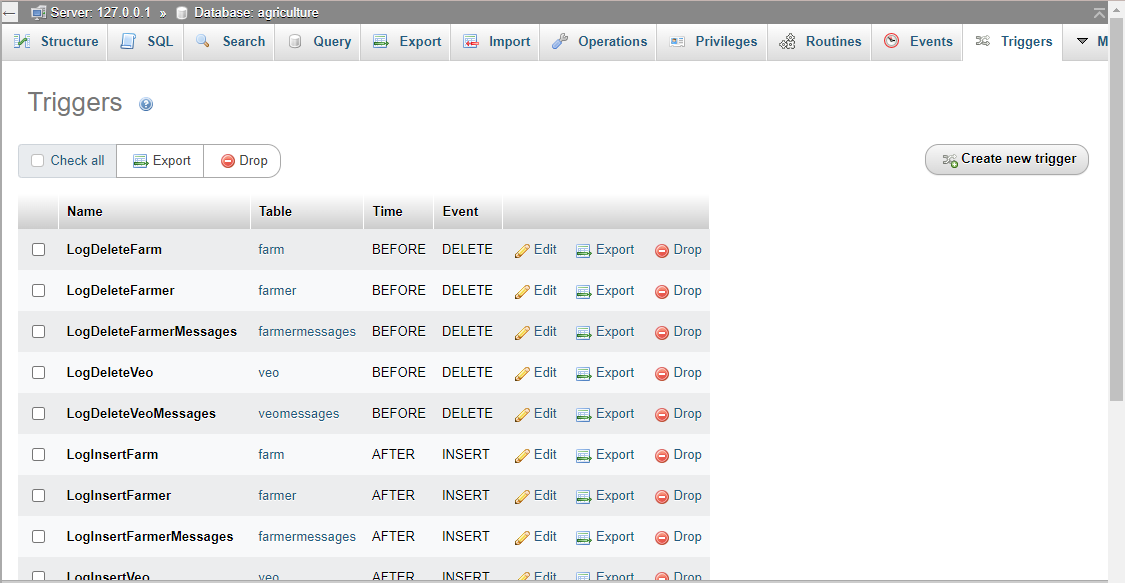 Server: 127.0.0.1 » Database: agriculture
Structure SQL Search Query Export Import Operations Privileges Routines Events Triggers M
Triggers
Check all Export Drop
Create new trigger
Name Table Time Event
LogDeleteFarm farm BEFORE DELETE Edit Export Drop
LogDeleteFarmer farmer BEFORE DELETE Edit Export Drop
LogDeleteFarmerMessages farmermessages BEFORE DELETE Edit Export Drop
LogDeleteVeo veo BEFORE DELETE Edit Export Drop
LogDeleteVeoMessages veomessages BEFORE DELETE Edit Export Drop
LogInsertFarm farm AFTER INSERT Edit Export Drop
LogInsertFarmer farmer AFTER INSERT Edit Export Drop
LogInsertFarmerMessages farmermessages AFTER INSERT Edit Export Drop
LogInsertVeo veo AFTER INSERT Edit Export Drop